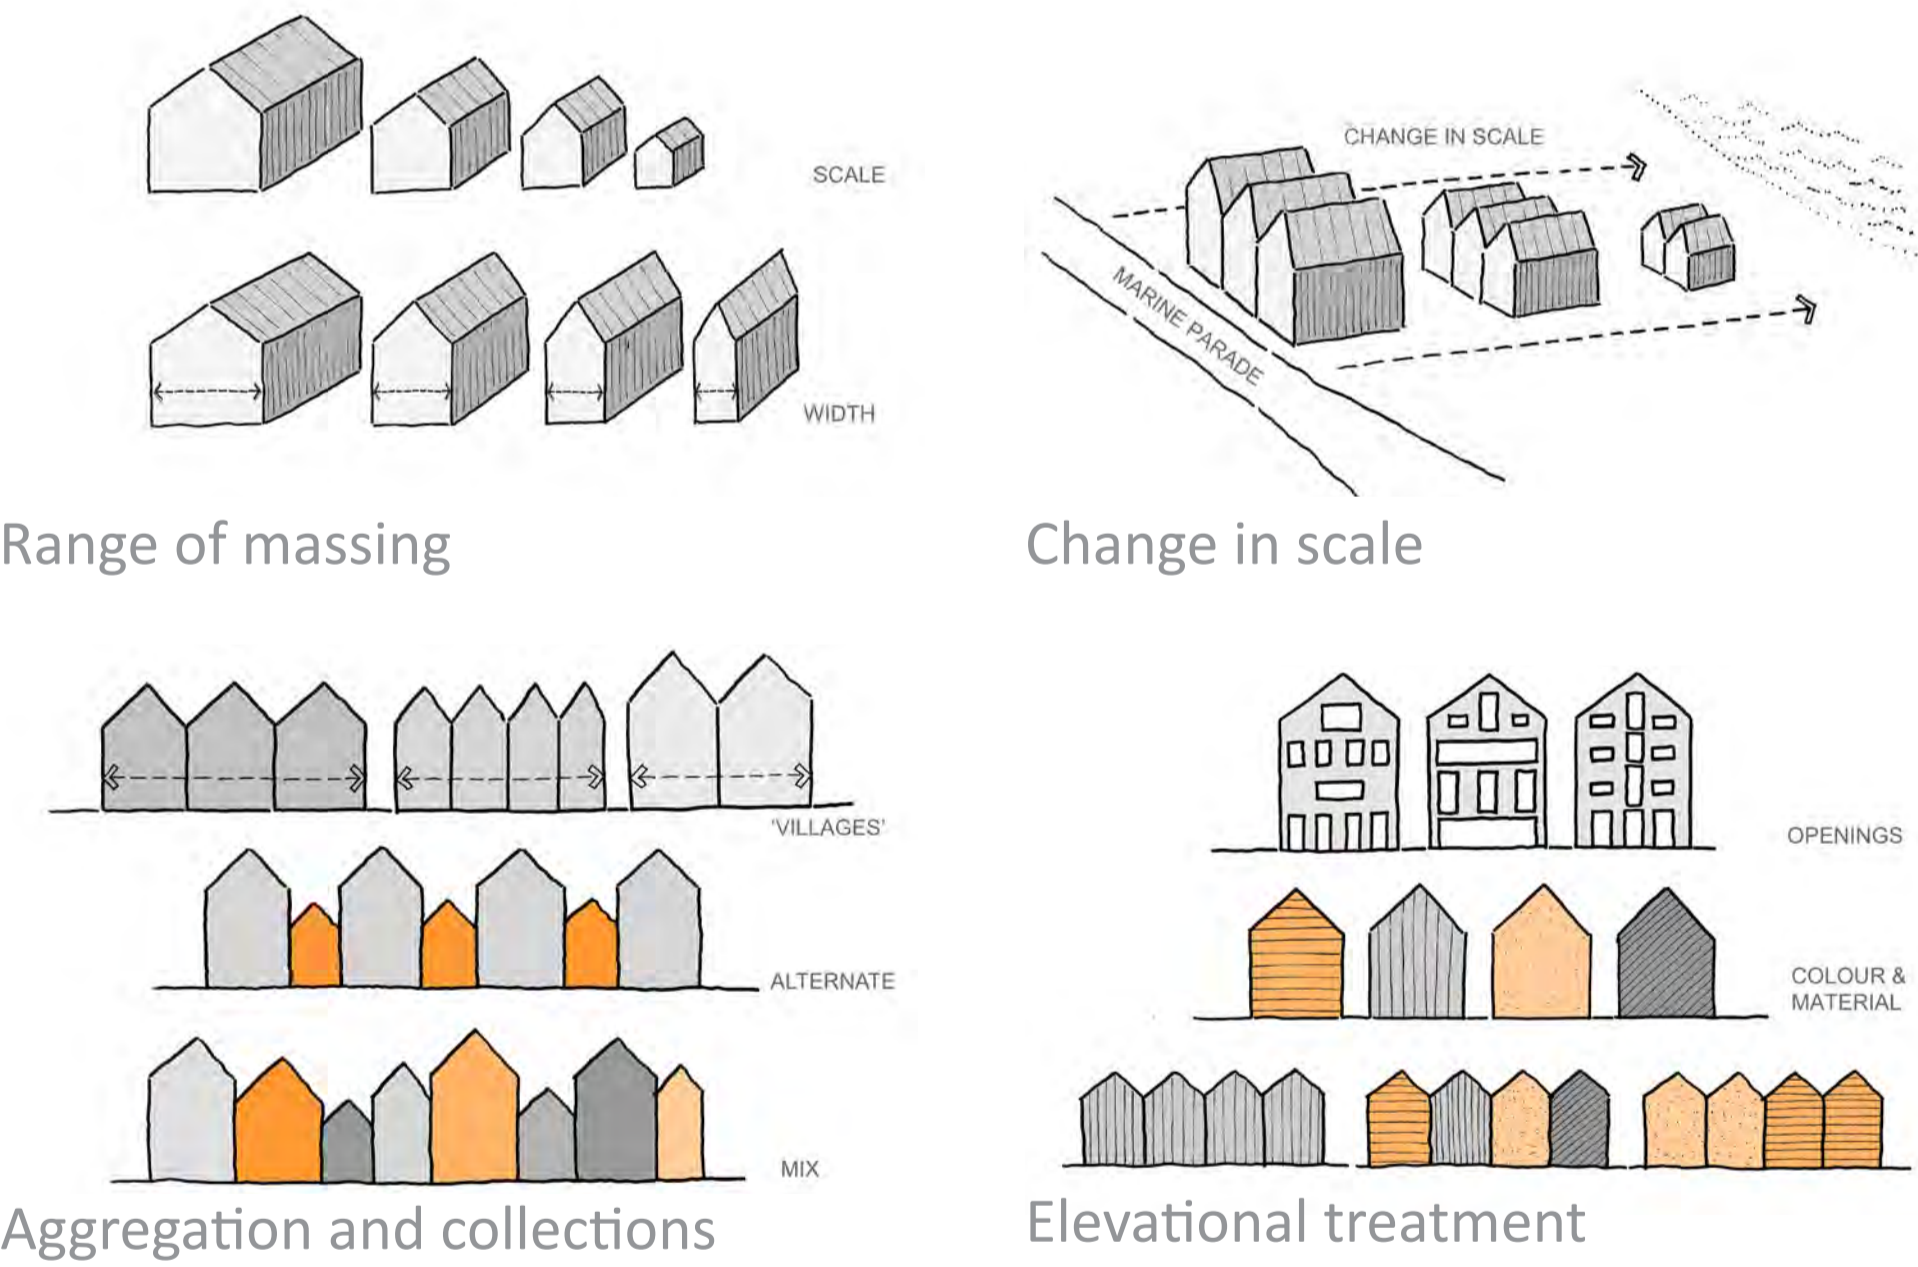 SCALE
WIDTH
Range of massing
CHANGE IN SCALE
MARINE PARADE
Change in scale
'VILLAGES'
ALTERNATE
MIX
Aggregation and collections
OPENINGS
COLOUR &
MATERIAL
Elevational treatment